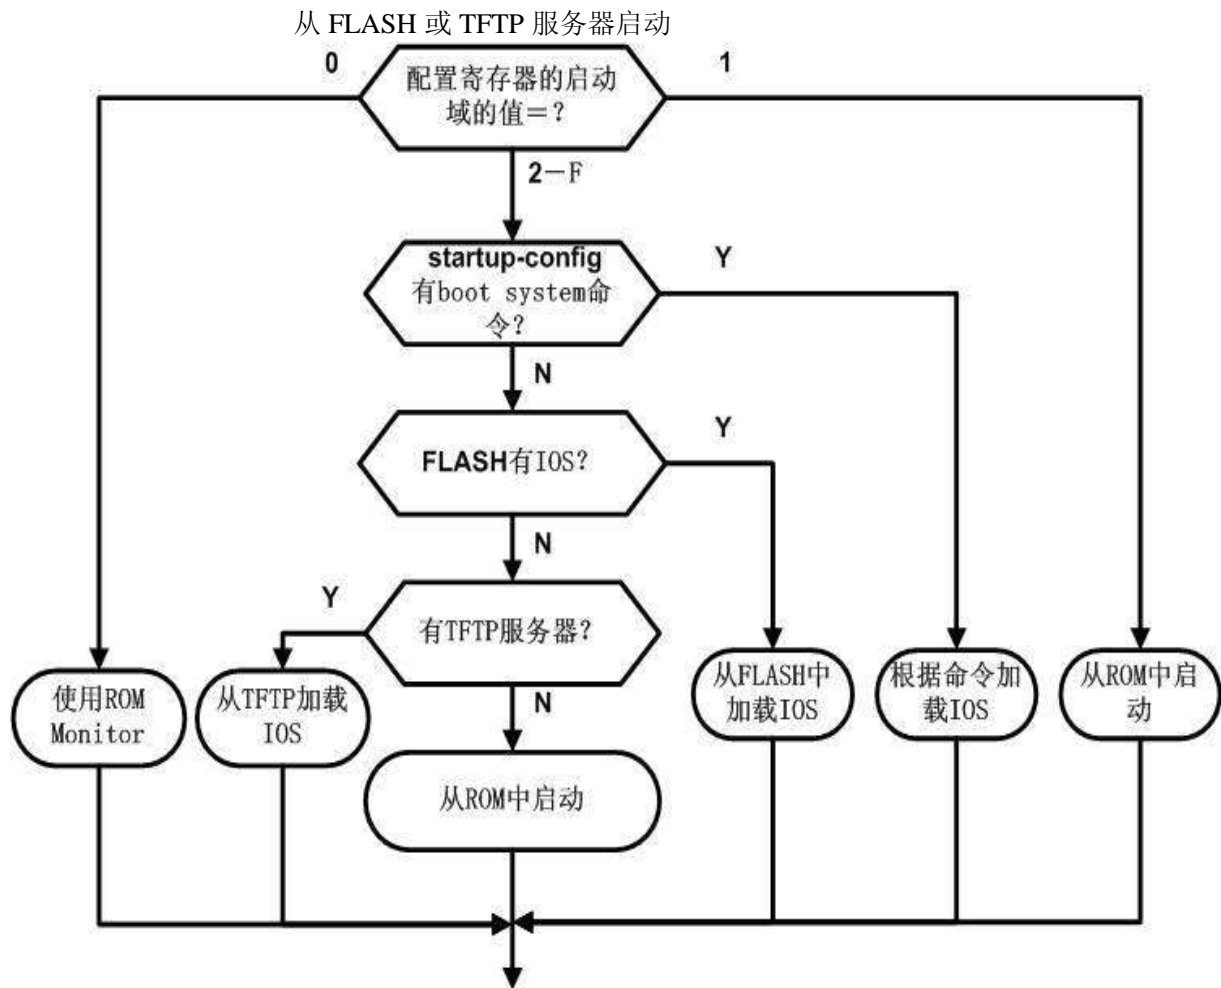 从 FLASH 或 TFTP 服务器启动
0
1
配置寄存器的启动
域的值＝？
2－F
startup-config
有boot system命
令？
Y
N
FLASH有IOS？
Y
N
有TFTP服务器？
Y
N
使用ROM
Monitor
从TFTP加载
IOS
从ROM中启动
从FLASH中
加载IOS
根据命令加
载IOS
从ROM中启
动